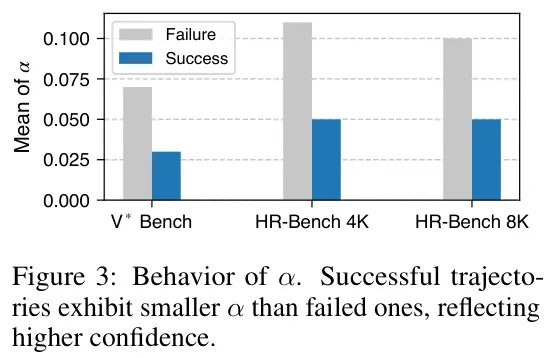 Mean of α
0.100
0.075
0.050
0.025
0.000
Failure
Success
V* Bench
HR-Bench 4K
HR-Bench 8K
Figure 3: Behavior of α. Successful trajecto-
ries exhibit smaller α than failed ones, reflecting
higher confidence.